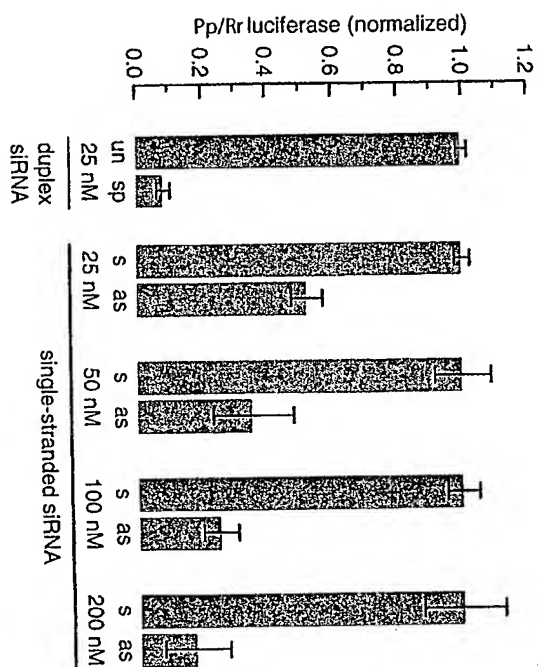 Pp/Rr luciferase (normalized)
0.0 0.2 0.4 0.6 0.8 1.0 1.2
un sp s as s as s as s as
25 nM 25 nM 50 nM 100 nM 200 nM
duplex
siRNA
single-stranded siRNA